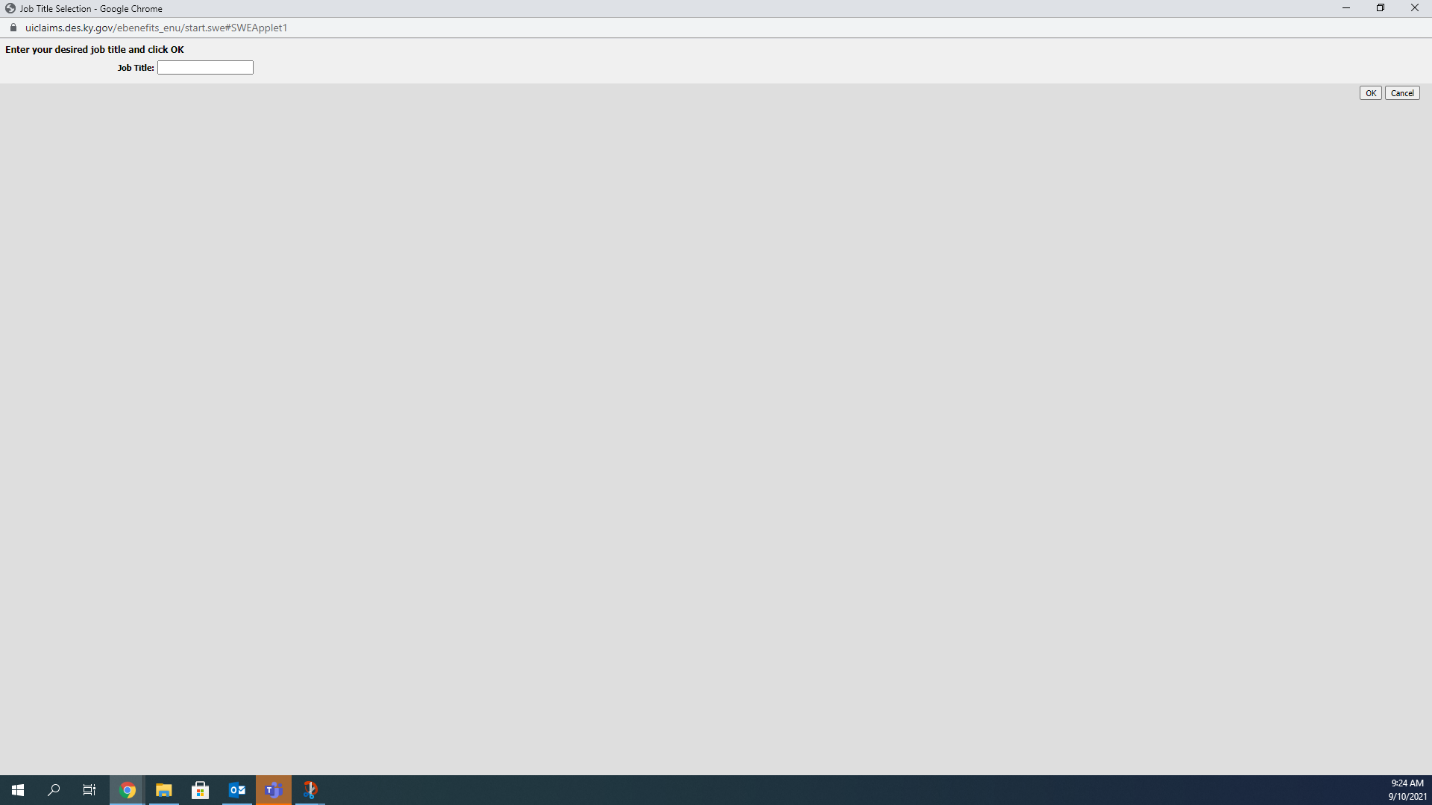 Job Title Selection - Google Chrome
uiclaims.des.ky.gov/ebenefits_enu/start.swe#SWEApplet1
Enter your desired job title and click OK
Job Title:
OK Cancel
9:24 AM
9/10/2021